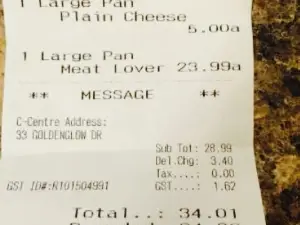 1 Large Pan
Plain Cheese
5.00a
1 Large Pan
Meat Lover 23.99a
** MESSAGE **
C-Centre Address:
33 GOLDENGLOW DR
Sub Tot: 28.99
Del.Chg: 3.40
Tax....: 0.00
GST ID#:R101504991 GST....: 1.62
Total..: 34.01